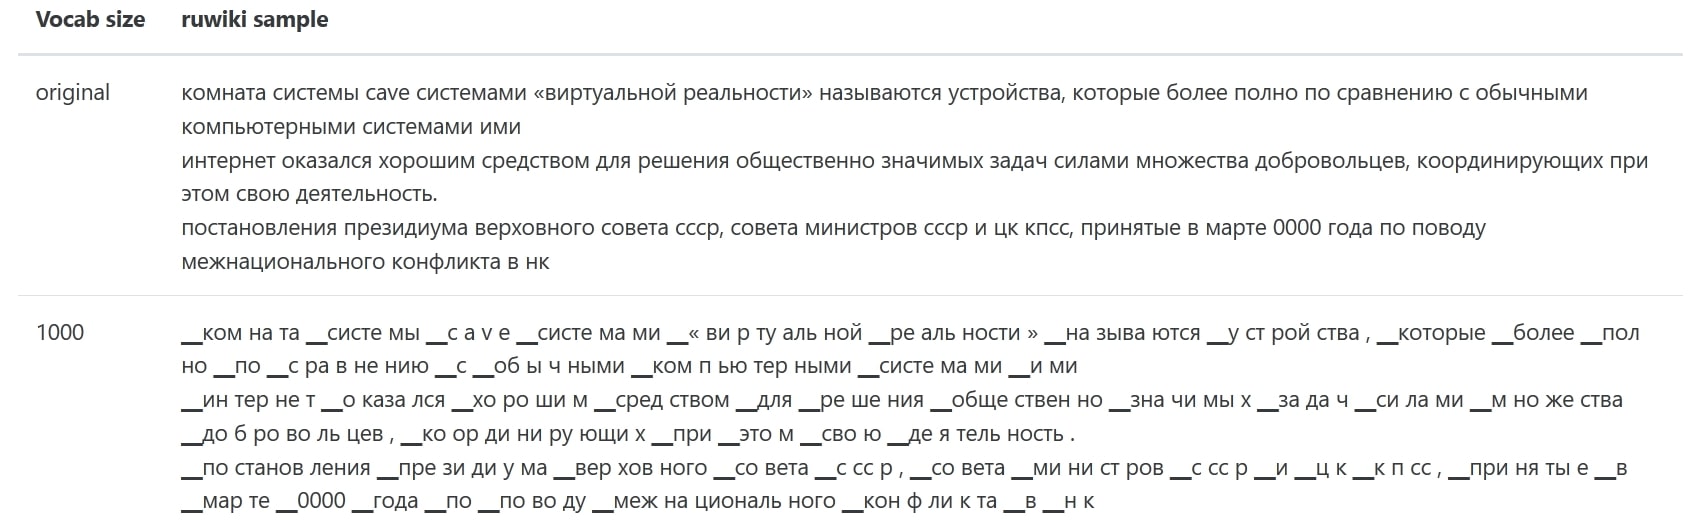 Vocab size ruwiki sample
original комната системы cave системами «виртуальной реальности» называются устройства, которые более полно по сравнению с обычными
компьютерными системами ими
интернет оказался хорошим средством для решения общественно значимых задач силами множества добровольцев, координирующих при
этом свою деятельность.
постановления президиума верховного совета ссср, совета министров ссср и цк кпсс, принятые в марте 0000 года по поводу
межнационального конфликта в нк
1000 ▁ком на та ▁систе мы ▁c a v e ▁систе ма ми ▁« ви р ту аль ной ▁ре аль ности » ▁на зыва ются ▁у ст рой ства , ▁которые ▁более ▁пол
но ▁по ▁с ра в не нию ▁с ▁об ы ч ными ▁ком п ью тер ными ▁систе ма ми ▁и ми
▁ин тер не т ▁о каза лся ▁хо ро ши м ▁сред ством ▁для ▁ре ше ния ▁обще ствен но ▁зна чи мы х ▁за да ч ▁си ла ми ▁м но же ства
▁до б ро во ль цев , ▁ко ор ди ни ру ющи х ▁при ▁это м ▁сво ю ▁де я тель ность .
▁по станов ления ▁пре зи ди у ма ▁вер хов ного ▁со вета ▁с сс р , ▁со вета ▁ми ни ст ров ▁с сс р ▁и ▁ц к ▁к п сс , ▁при ня ты е ▁в
▁мар те ▁0000 ▁года ▁по ▁по во ду ▁меж на циональ ного ▁кон ф ли к та ▁в ▁н к